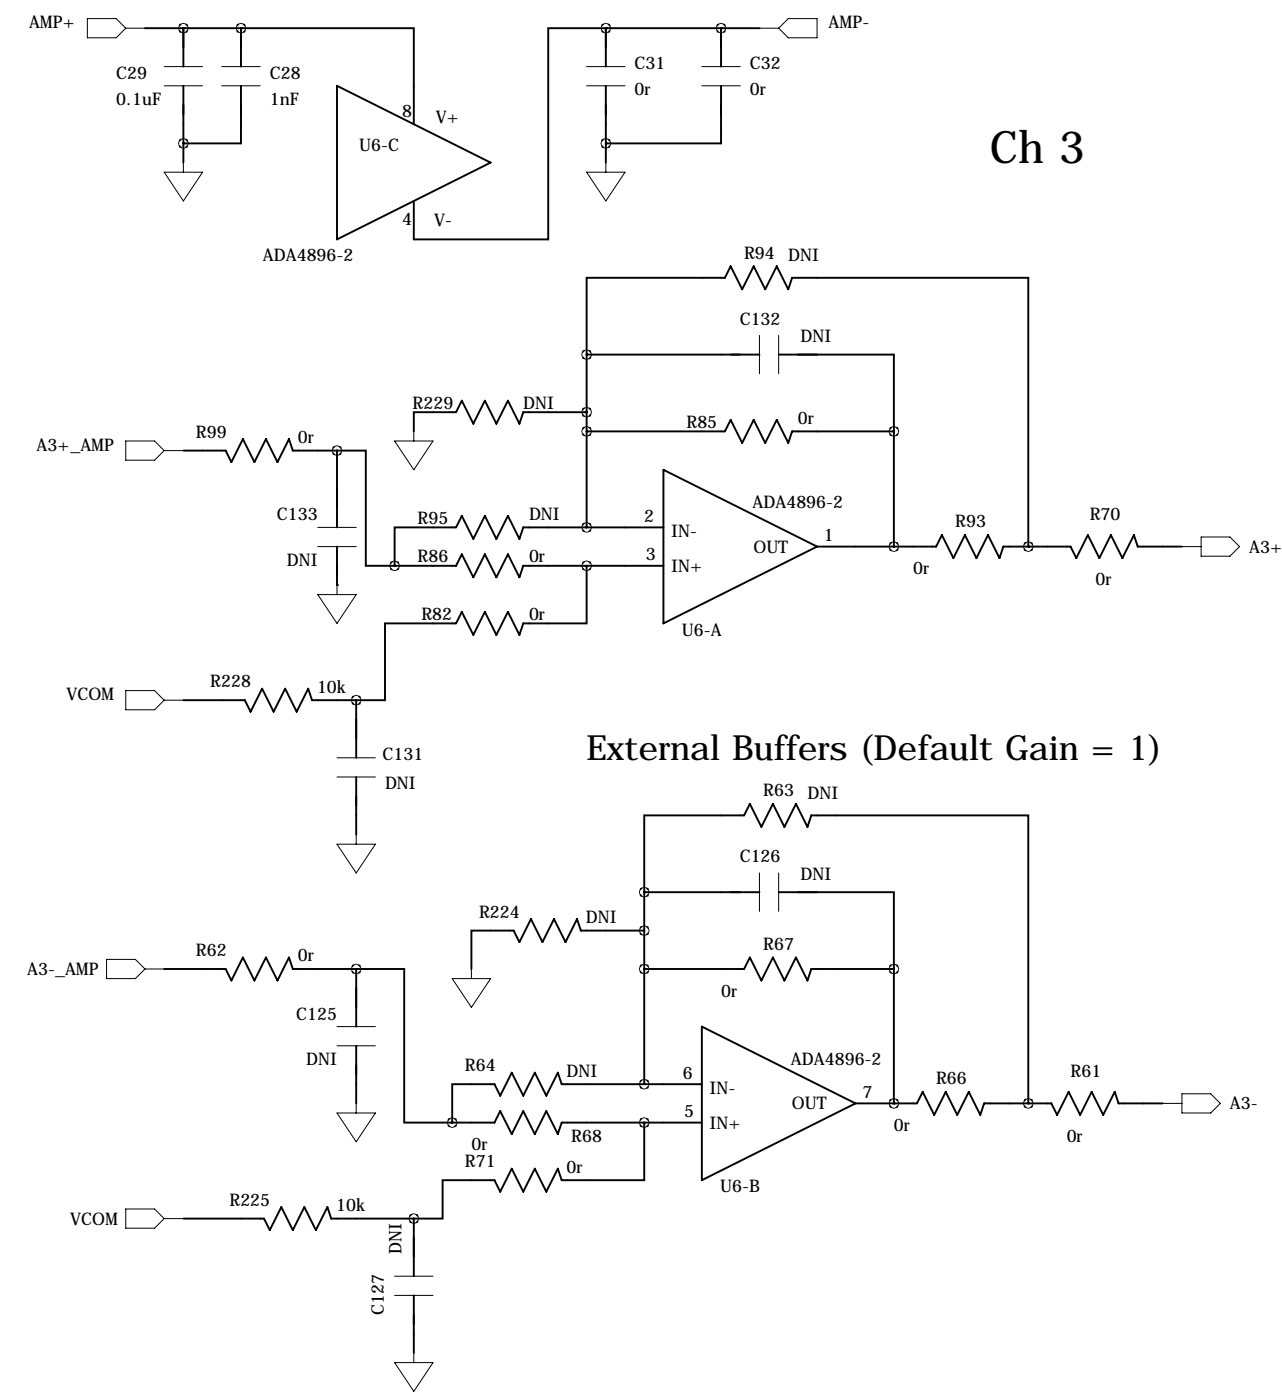 AMP+
C29
0.1uF
C28
1nF
8
V+
U6-C
4
V-
ADA4896-2
C31
0r
C32
0r
AMP-
Ch 3
R94
DNI
C132
DNI
R229
DNI
R85
0r
A3+_AMP
R99
0r
C133
DNI
R95
DNI
R86
0r
R82
0r
2
IN-
3
IN+
ADA4896-2
OUT
1
U6-A
0r
R93
R70
0r
A3+
VCOM
R228
10k
C131
DNI
External Buffers (Default Gain = 1)
R63
DNI
C126
DNI
R224
DNI
R67
0r
A3-_AMP
R62
0r
C125
DNI
R64
DNI
0r
R68
R71
0r
6
IN-
5
IN+
ADA4896-2
OUT
7
U6-B
0r
R66
R61
0r
A3-
VCOM
R225
10k
DNI
C127